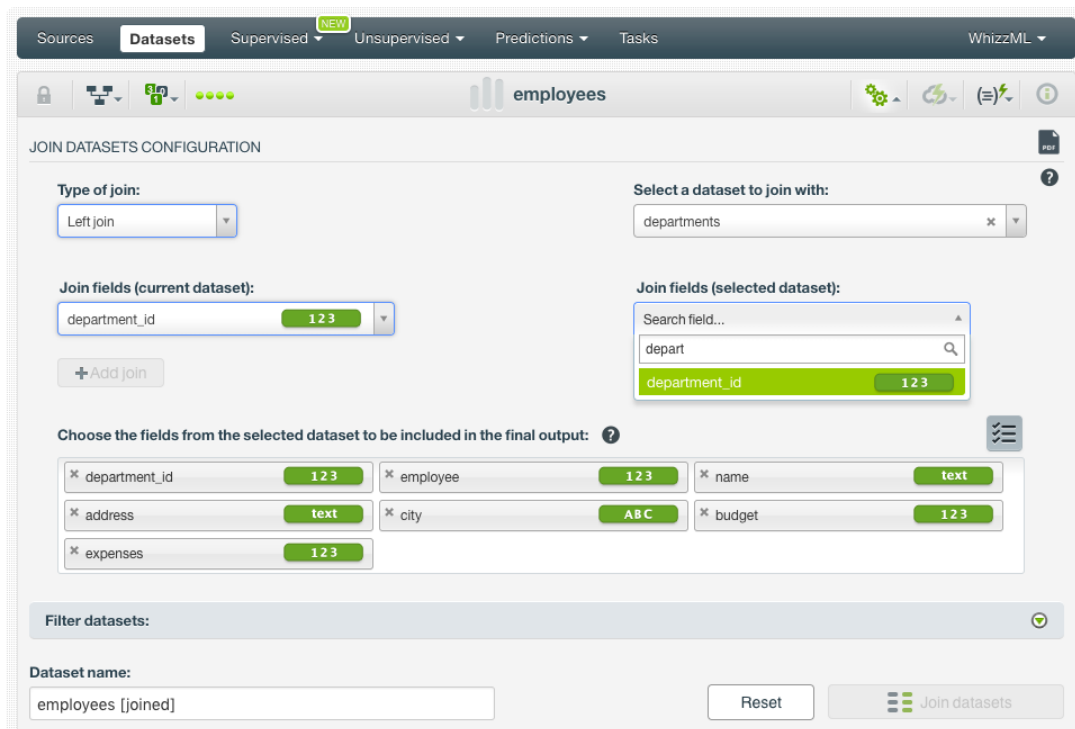 NEW
Sources Datasets Supervised Unsupervised Predictions Tasks WhizzML
employees
JOIN DATASETS CONFIGURATION
PDF
Type of join: Select a dataset to join with:
Left join departments
Join fields (current dataset): Join fields (selected dataset):
department_id 123 Search field...
depart
Add join
department_id 123
Choose the fields from the selected dataset to be included in the final output:
department_id 123 employee 123 name text
address text city ABC budget 123
expenses 123
Filter datasets:
Dataset name:
employees [joined] Reset Join datasets